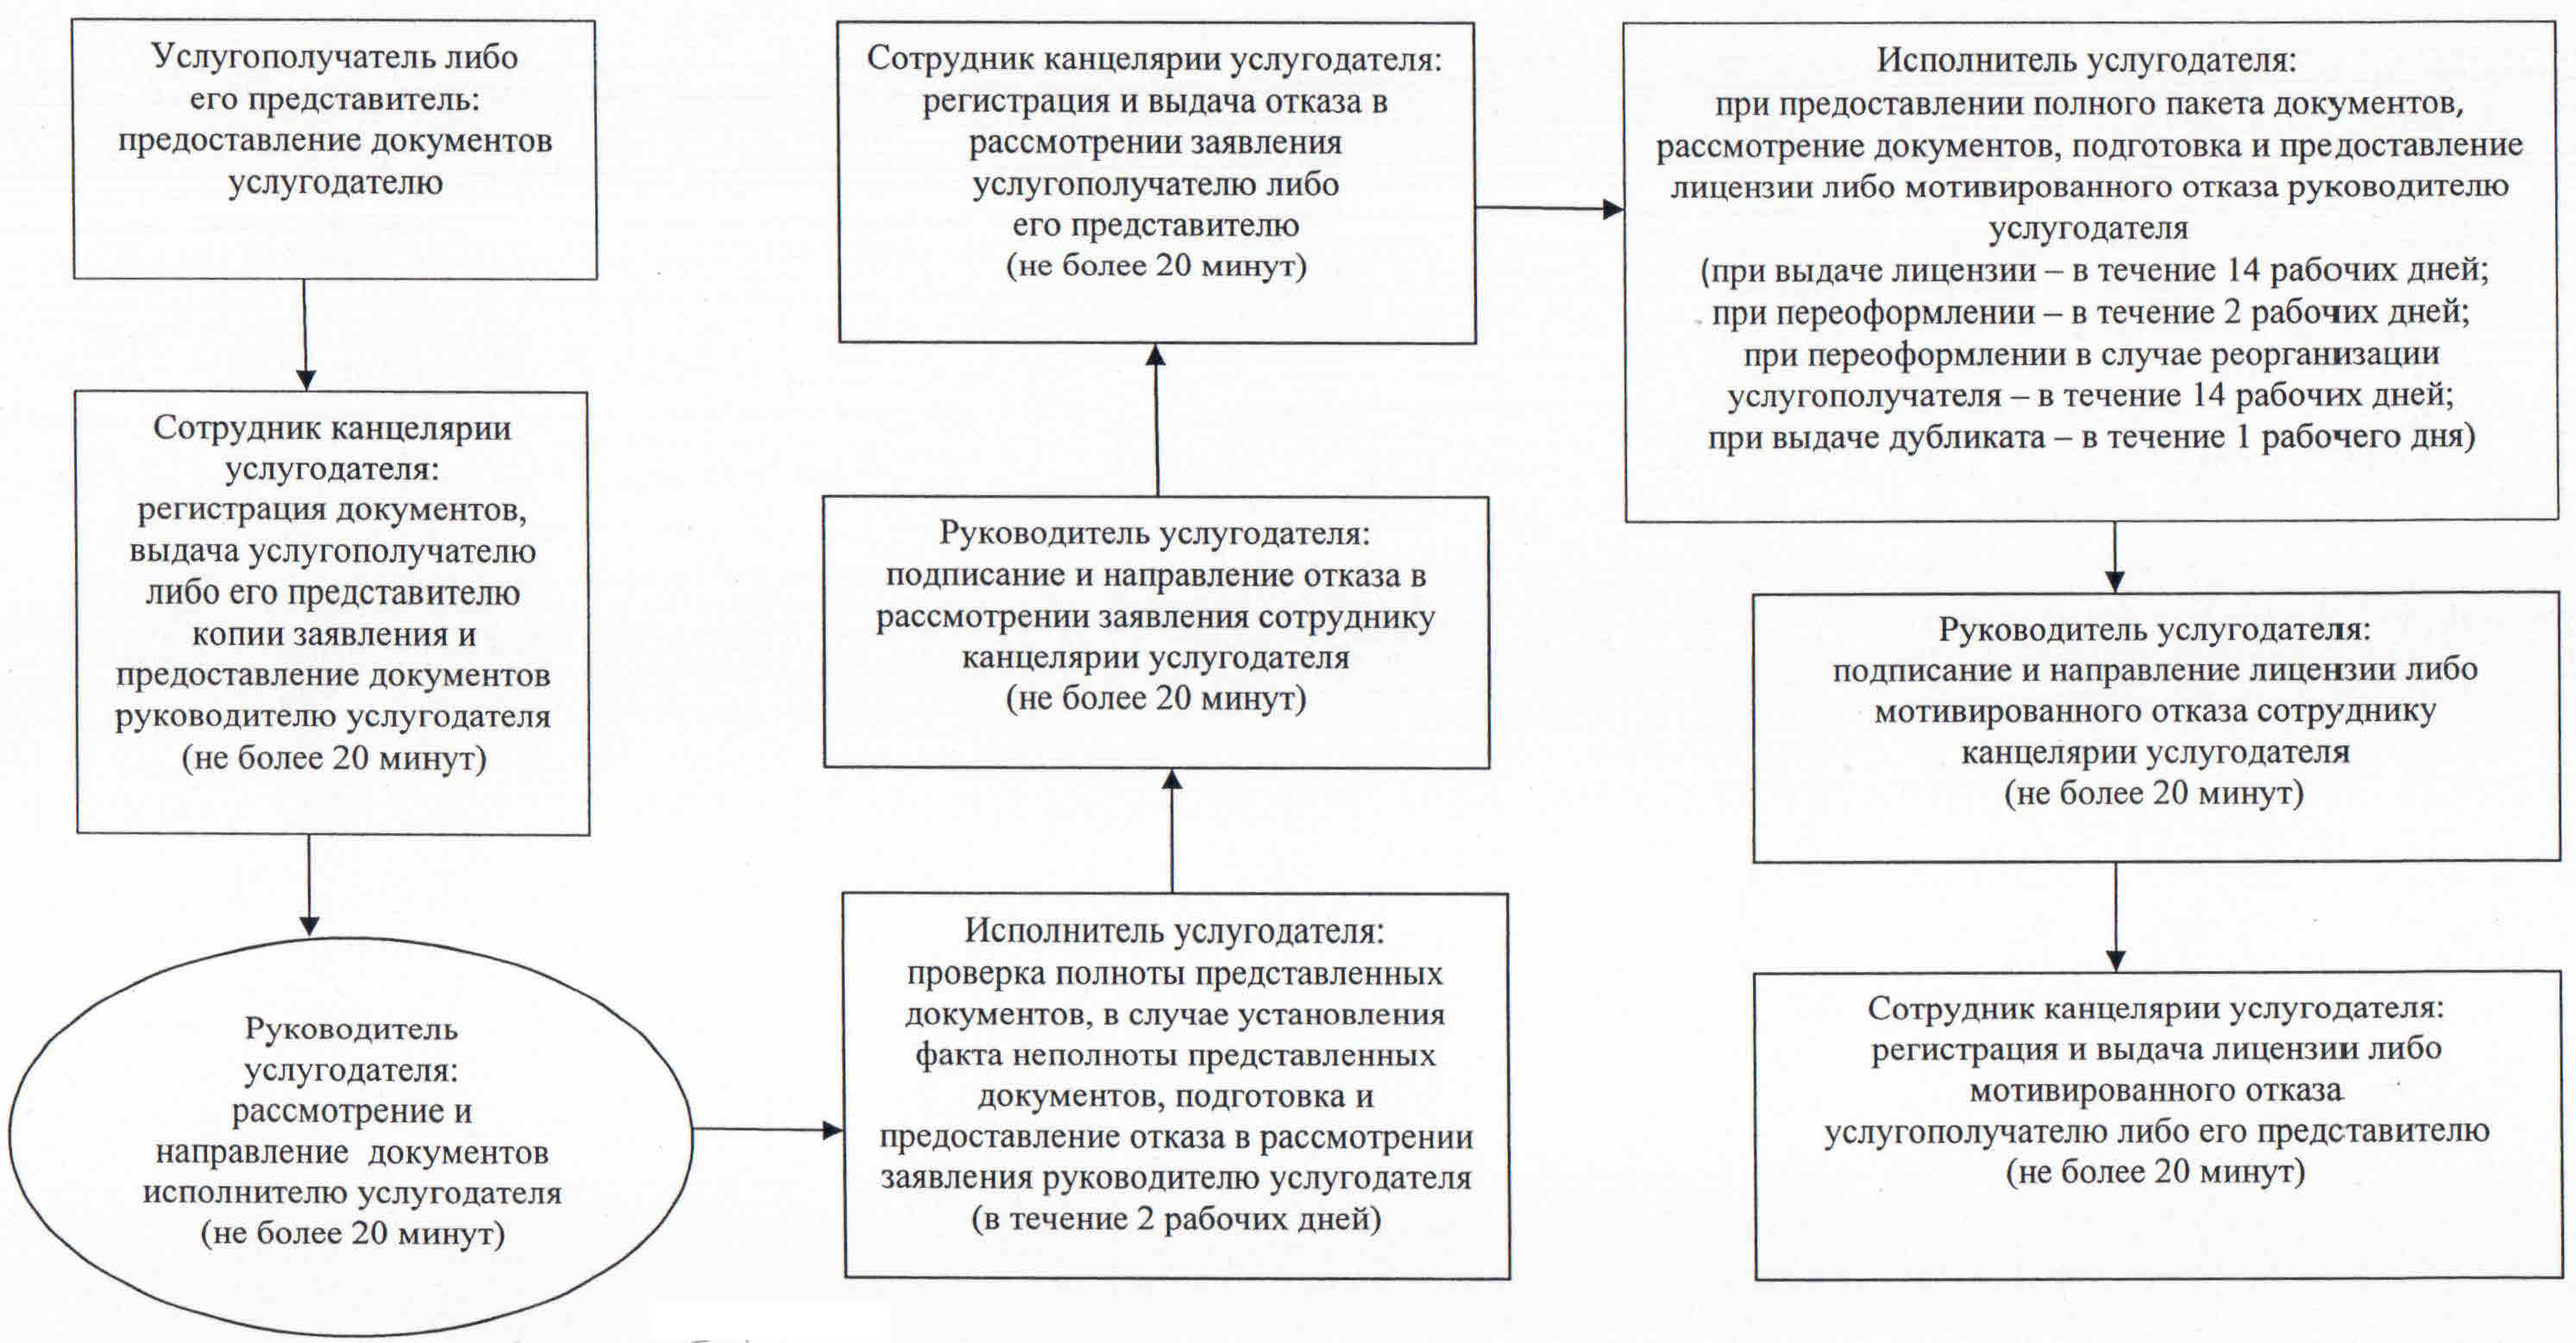 Услугополучатель либо
его представитель:
предоставление документов
услугодателю
Сотрудник канцелярии
услугодателя:
регистрация документов,
выдача услугополучателю
либо его представителю
копии заявления и
предоставление документов
руководителю услугодателя
(не более 20 минут)
Руководитель
услугодателя:
рассмотрение и
направление документов
исполнителю услугодателя
(не более 20 минут)
Исполнитель услугодателя:
проверка полноты представленных
документов, в случае установления
факта неполноты представленных
документов, подготовка и
предоставление отказа в рассмотрении
заявления руководителю услугодателя
(в течение 2 рабочих дней)
Руководитель услугодателя:
подписание и направление отказа в
рассмотрении заявления сотруднику
канцелярии услугодателя
(не более 20 минут)
Сотрудник канцелярии услугодателя:
регистрация и выдача отказа в
рассмотрении заявления
услугополучателю либо
его представителю
(не более 20 минут)
Исполнитель услугодателя:
при предоставлении полного пакета документов,
рассмотрение документов, подготовка и предоставление
лицензии либо мотивированного отказа руководителю
услугодателя
(при выдаче лицензии – в течение 14 рабочих дней;
при переоформлении – в течение 2 рабочих дней;
при переоформлении в случае реорганизации
услугополучателя – в течение 14 рабочих дней;
при выдаче дубликата – в течение 1 рабочего дня)
Руководитель услугодателя:
подписание и направление лицензии либо
мотивированного отказа сотруднику
канцелярии услугодателя
(не более 20 минут)
Сотрудник канцелярии услугодателя:
регистрация и выдача лицензии либо
мотивированного отказа
услугополучателю либо его представителю
(не более 20 минут)